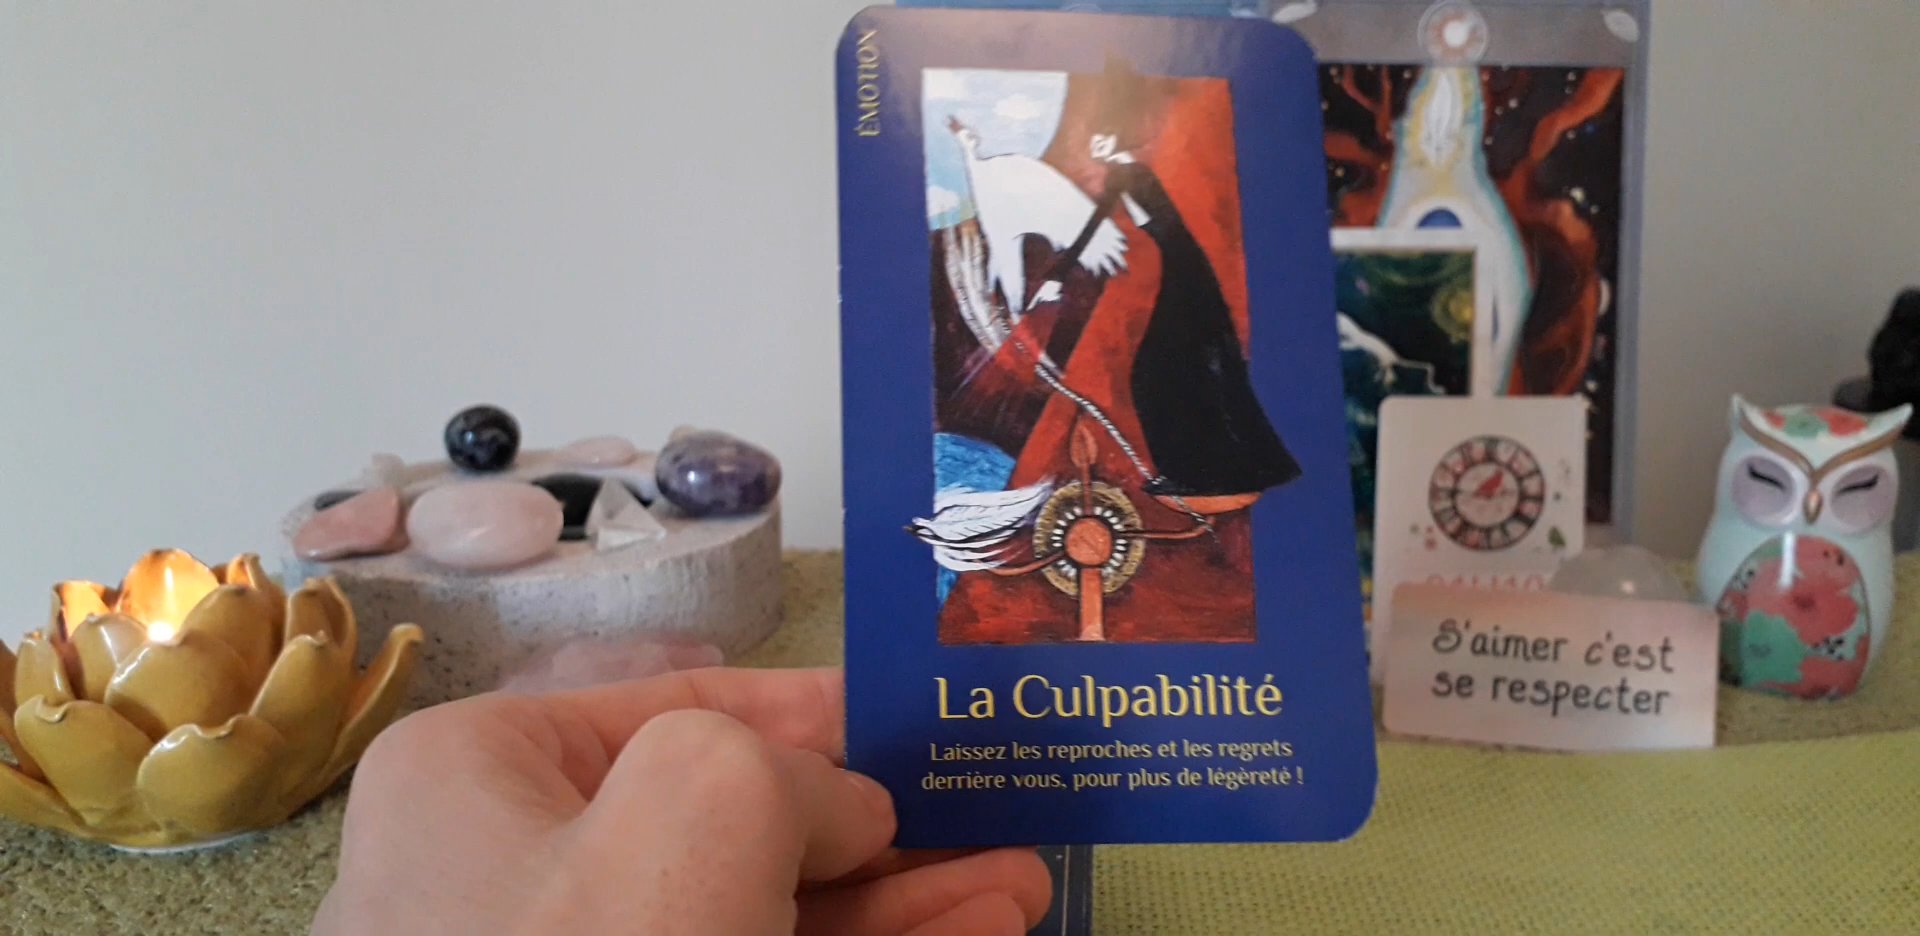 ÉMOTION
La Culpabilité
Laissez les reproches et les regrets
derrière vous, pour plus de légèreté !
S'aimer c'est
se respecter